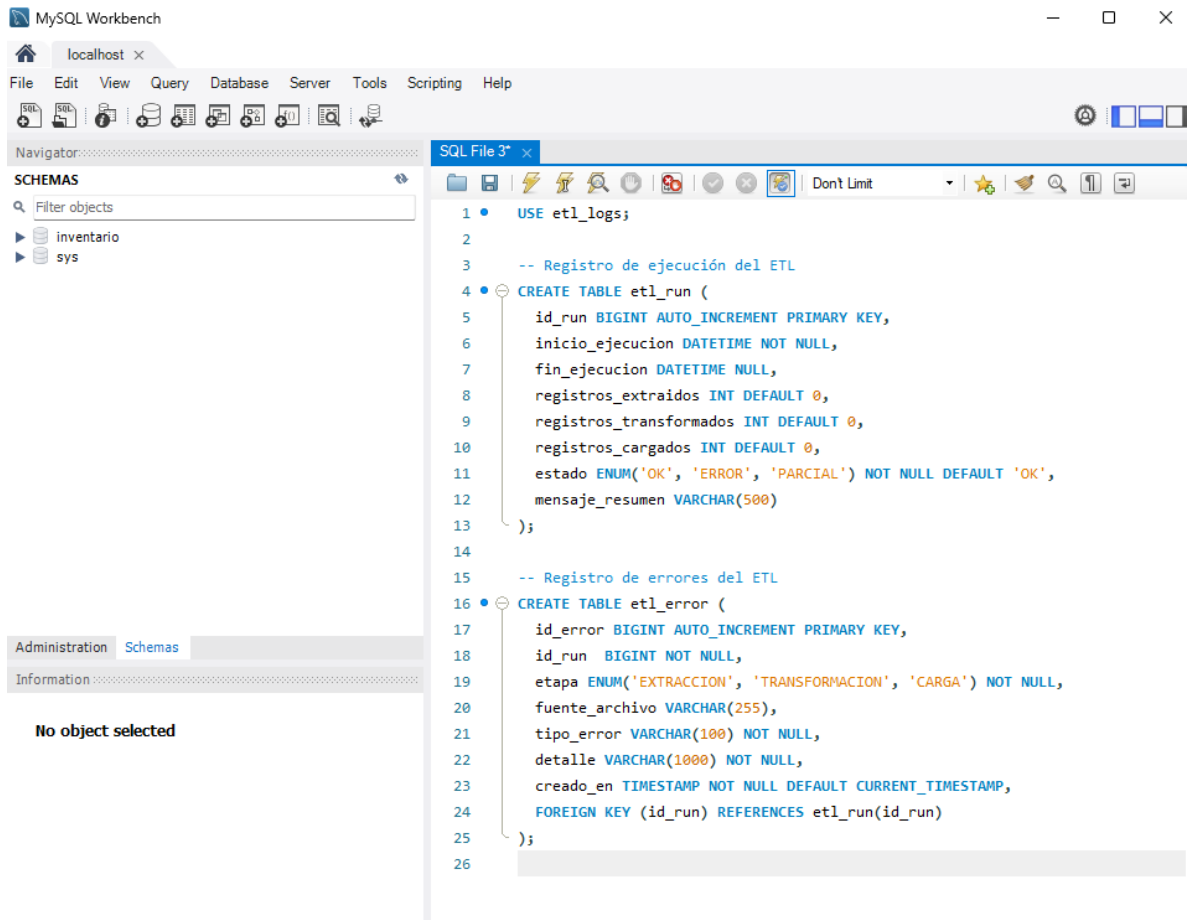 MySQL Workbench
localhost
File Edit View Query Database Server Tools Scripting Help
Navigator
SCHEMAS
Filter objects
inventario
sys
Administration Schemas
Information
No object selected
SQL File 3*
Don't Limit
1 USE etl_logs;
2
3 -- Registro de ejecución del ETL
4 CREATE TABLE etl_run (
5 id_run BIGINT AUTO_INCREMENT PRIMARY KEY,
6 inicio_ejecucion DATETIME NOT NULL,
7 fin_ejecucion DATETIME NULL,
8 registros_extraidos INT DEFAULT 0,
9 registros_transformados INT DEFAULT 0,
10 registros_cargados INT DEFAULT 0,
11 estado ENUM('OK', 'ERROR', 'PARCIAL') NOT NULL DEFAULT 'OK',
12 mensaje_resumen VARCHAR(500)
13 );
14
15 -- Registro de errores del ETL
16 CREATE TABLE etl_error (
17 id_error BIGINT AUTO_INCREMENT PRIMARY KEY,
18 id_run  BIGINT NOT NULL,
19 etapa ENUM('EXTRACCION', 'TRANSFORMACION', 'CARGA') NOT NULL,
20 fuente_archivo VARCHAR(255),
21 tipo_error VARCHAR(100) NOT NULL,
22 detalle VARCHAR(1000) NOT NULL,
23 creado_en TIMESTAMP NOT NULL DEFAULT CURRENT_TIMESTAMP,
24 FOREIGN KEY (id_run) REFERENCES etl_run(id_run)
25 );
26